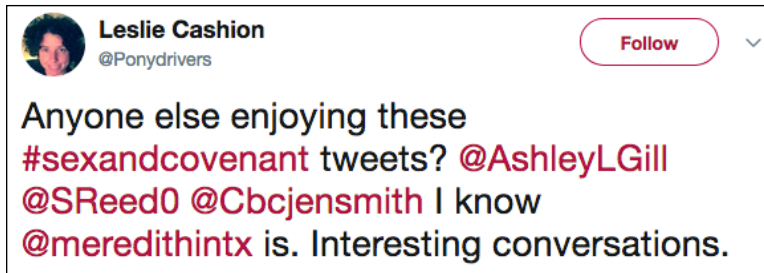 Leslie Cashion
@Ponydrivers
Follow
Anyone else enjoying these
#sexandcovenant tweets? @AshleyLGill
@SReed0 @Cbcjensmith I know
@meredithintx is. Interesting conversations.